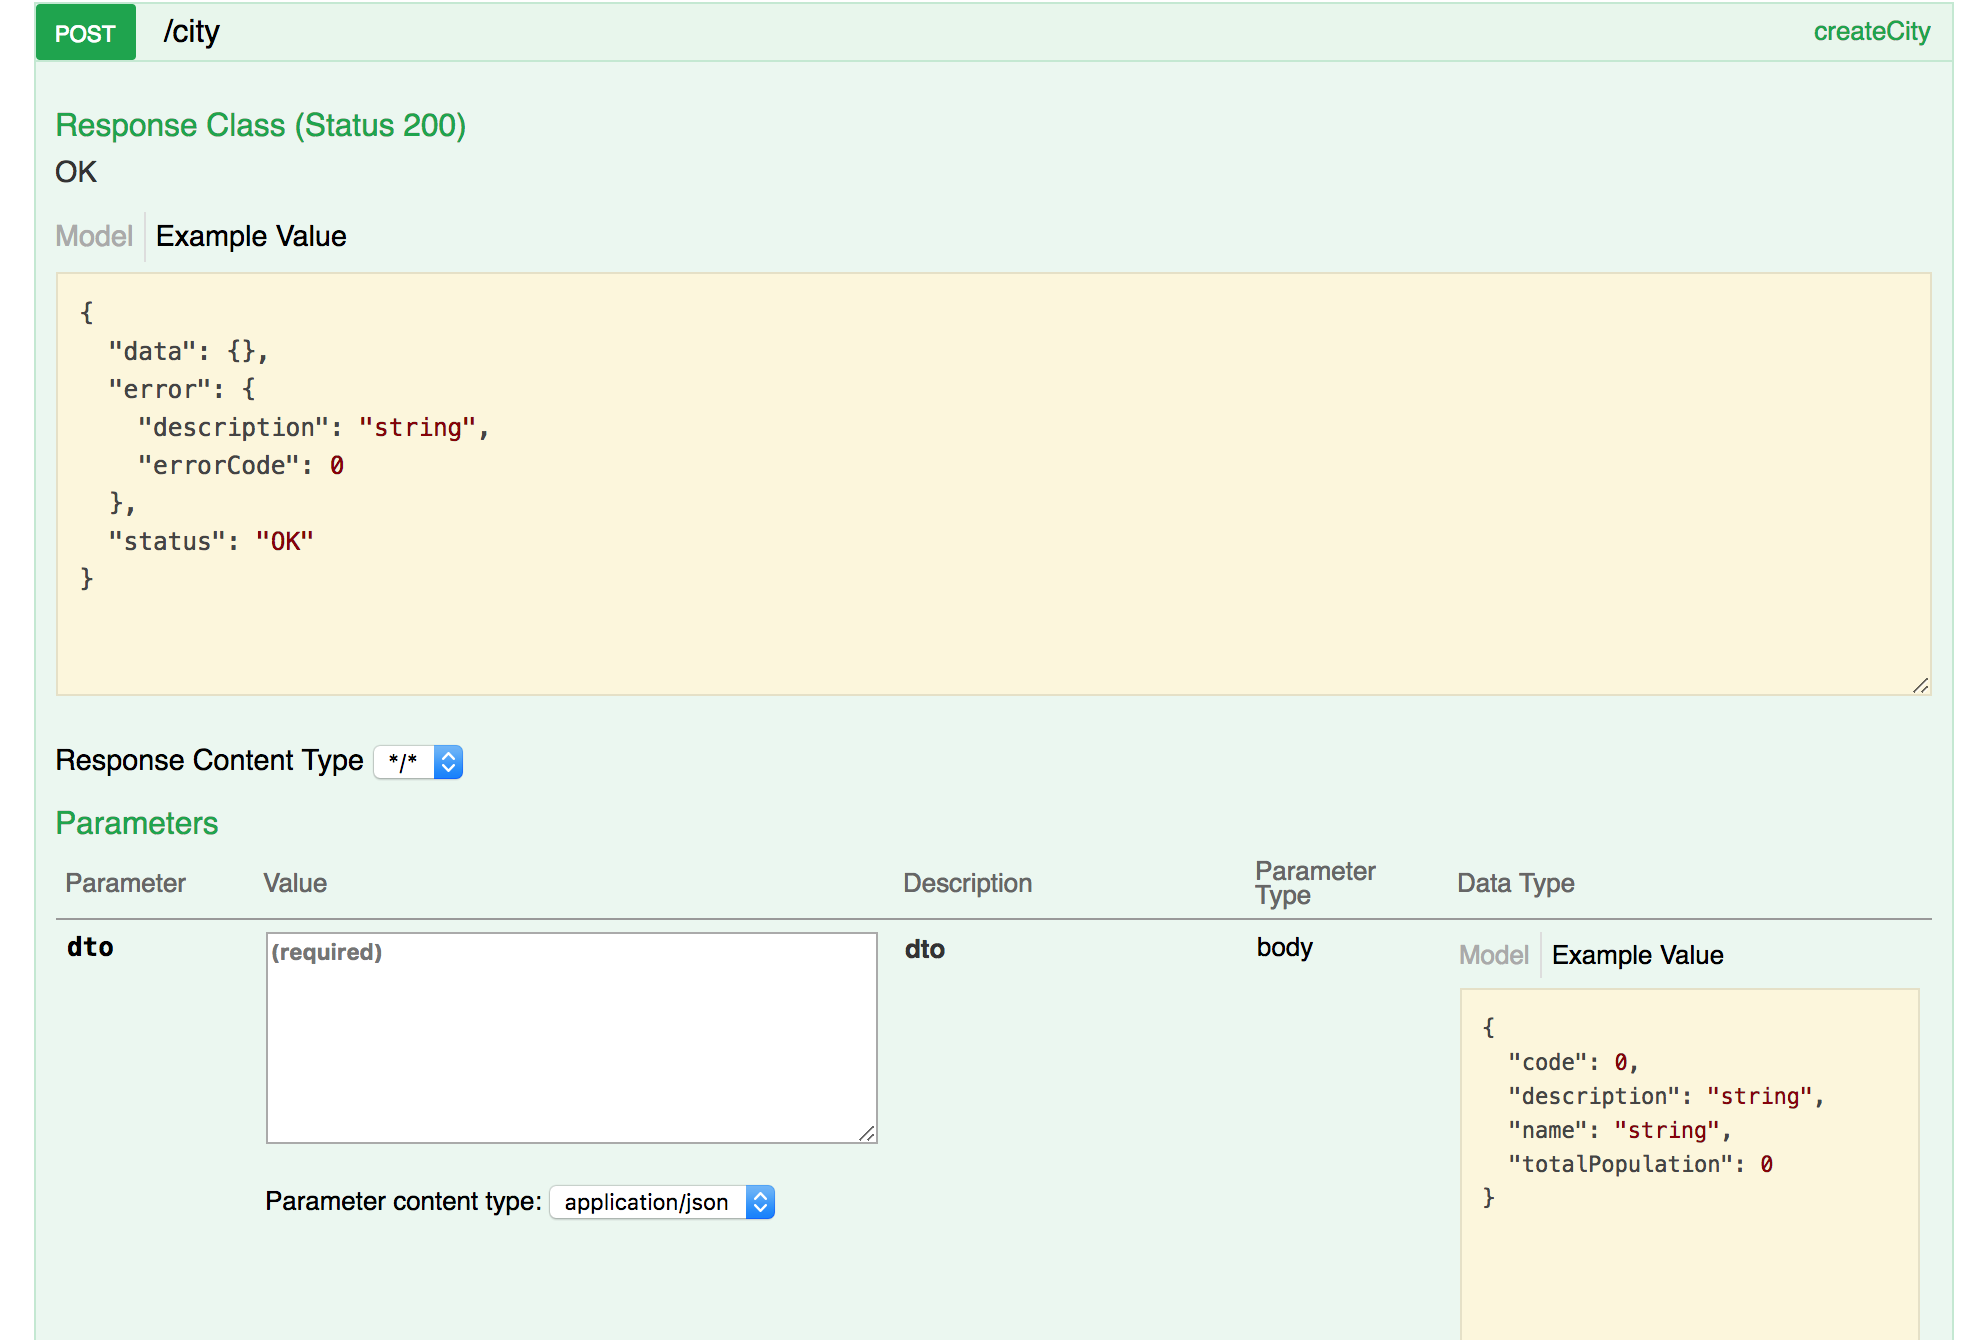 POST /city createCity
Response Class (Status 200)
OK
Model Example Value
{
"data": {},
"error": {
"description": "string",
"errorCode": 0
},
"status": "OK"
}
Response Content Type */*
Parameters
Parameter Value Description Parameter Type Data Type
dto (required) dto body Model Example Value
{
"code": 0,
"description": "string",
"name": "string",
"totalPopulation": 0
}
Parameter content type: application/json